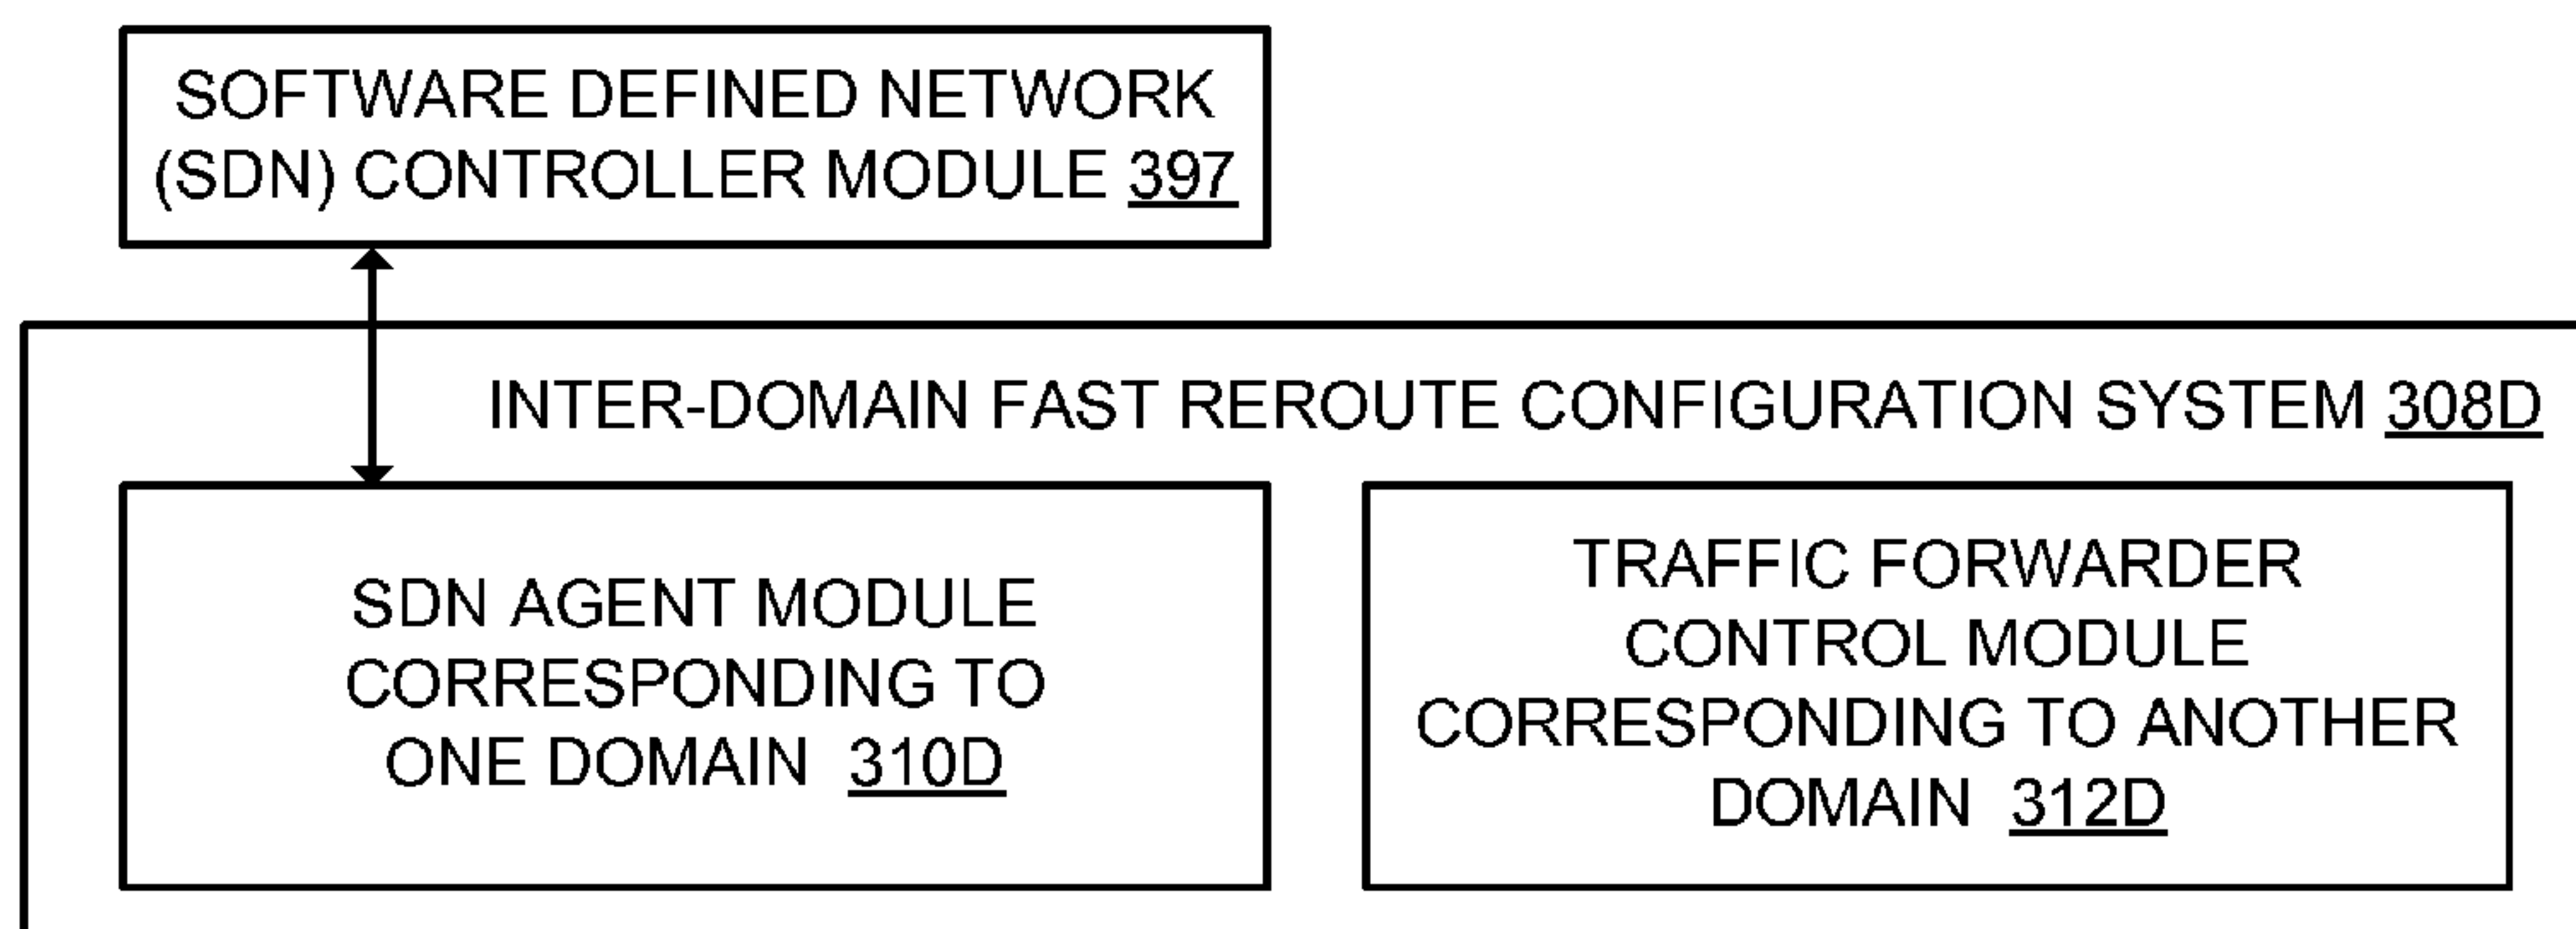 SOFTWARE DEFINED NETWORK
(SDN) CONTROLLER MODULE 397
INTER-DOMAIN FAST REROUTE CONFIGURATION SYSTEM 308D
SDN AGENT MODULE
CORRESPONDING TO
ONE DOMAIN 310D
TRAFFIC FORWARDER
CONTROL MODULE
CORRESPONDING TO ANOTHER
DOMAIN 312D